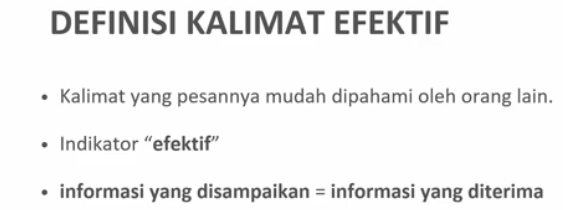 DEFINISI KALIMAT EFEKTIF
• Kalimat yang pesannya mudah dipahami oleh orang lain.
• Indikator “efektif”
• informasi yang disampaikan = informasi yang diterima